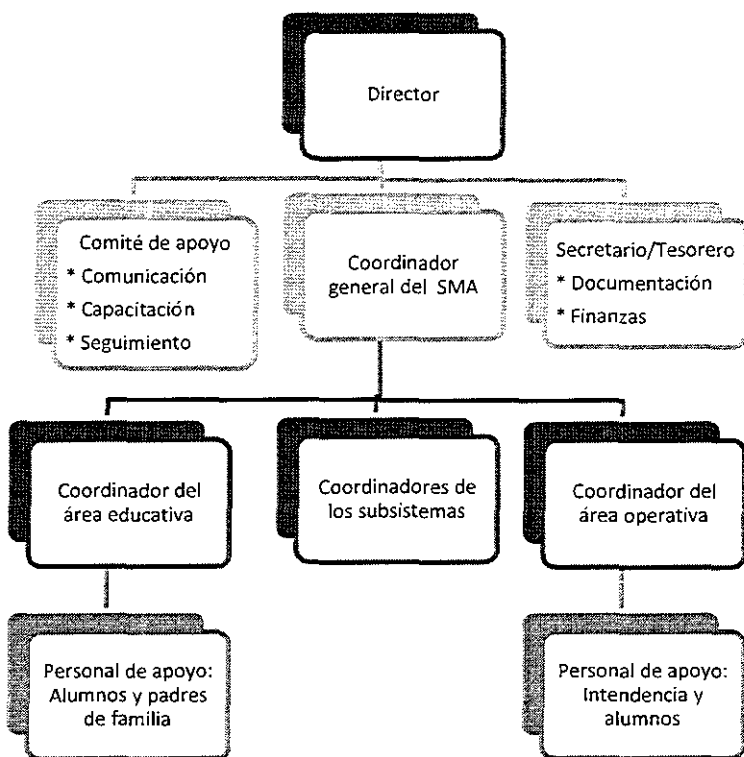 Director
Comité de apoyo
* Comunicación
* Capacitación
* Seguimiento
Coordinador
general del SMA
Secretario/Tesorero
* Documentación
* Finanzas
Coordinador del
área educativa
Coordinadores de
los subsistemas
Coordinador del
área operativa
Personal de apoyo:
Alumnos y padres
de familia
Personal de apoyo:
Intendencia y
alumnos